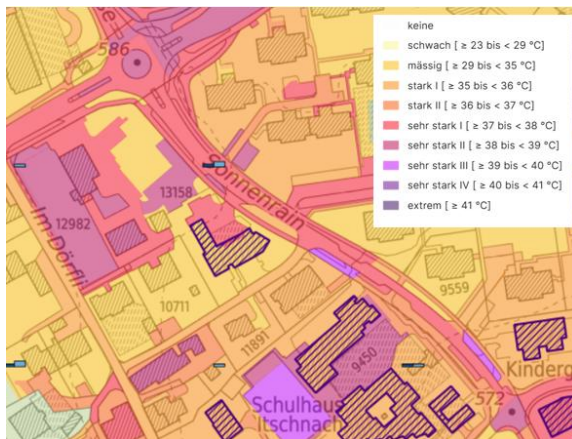 586
keine
schwach [ ≥ 23 bis < 29 °C]
mässig [ ≥ 29 bis < 35 °C]
stark I [ ≥ 35 bis < 36 °C]
stark II [ ≥ 36 bis < 37 °C]
sehr stark I [ ≥ 37 bis < 38 °C]
sehr stark II [ ≥ 38 bis < 39 °C]
sehr stark III [ ≥ 39 bis < 40 °C]
sehr stark IV [ ≥ 40 bis < 41 °C]
extrem [ ≥ 41 °C]
13158
onnenrain
12982
Im Dörfli
9559
10711
11891
9450
Kinderg
Schulhaus
itschnach
572